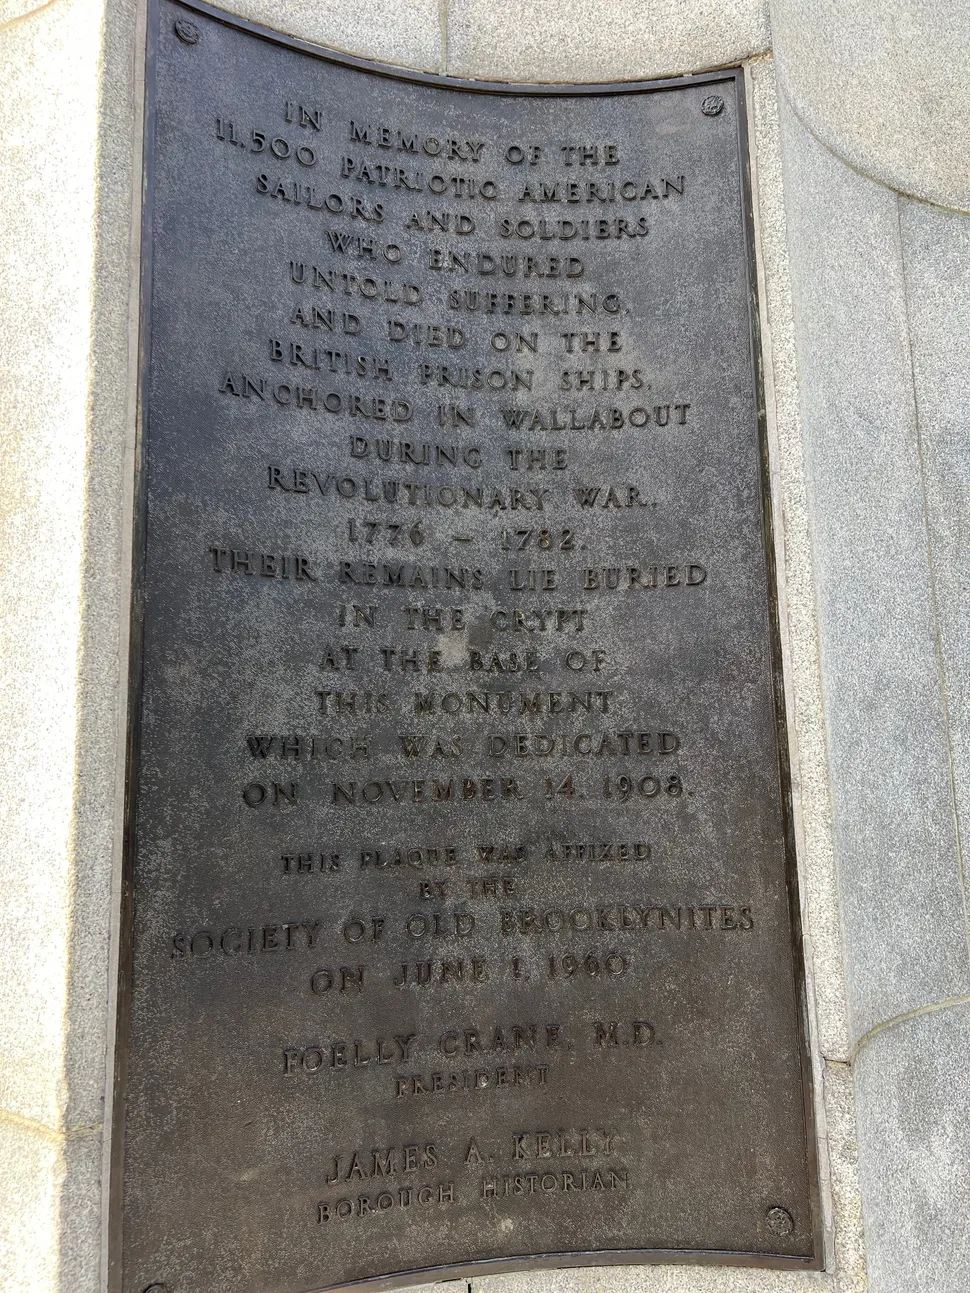 IN MEMORY OF THE
11,500 PATRIOTIC AMERICAN
SAILORS AND SOLDIERS
WHO ENDURED
UNTOLD SUFFERING,
AND DIED ON THE
BRITISH PRISON SHIPS,
ANCHORED IN WALLABOUT
DURING THE
REVOLUTIONARY WAR,
1776 – 1782.
THEIR REMAINS LIE BURIED
IN THE CRYPT
AT THE BASE OF
THIS MONUMENT
WHICH WAS DEDICATED
ON NOVEMBER 14, 1908.
THIS PLAQUE WAS AFFIXED
BY THE
SOCIETY OF OLD BROOKLYNITES
ON JUNE 1, 1960
FOELLY CRANE, M.D.
PRESIDENT
JAMES A. KELLY
BOROUGH HISTORIAN